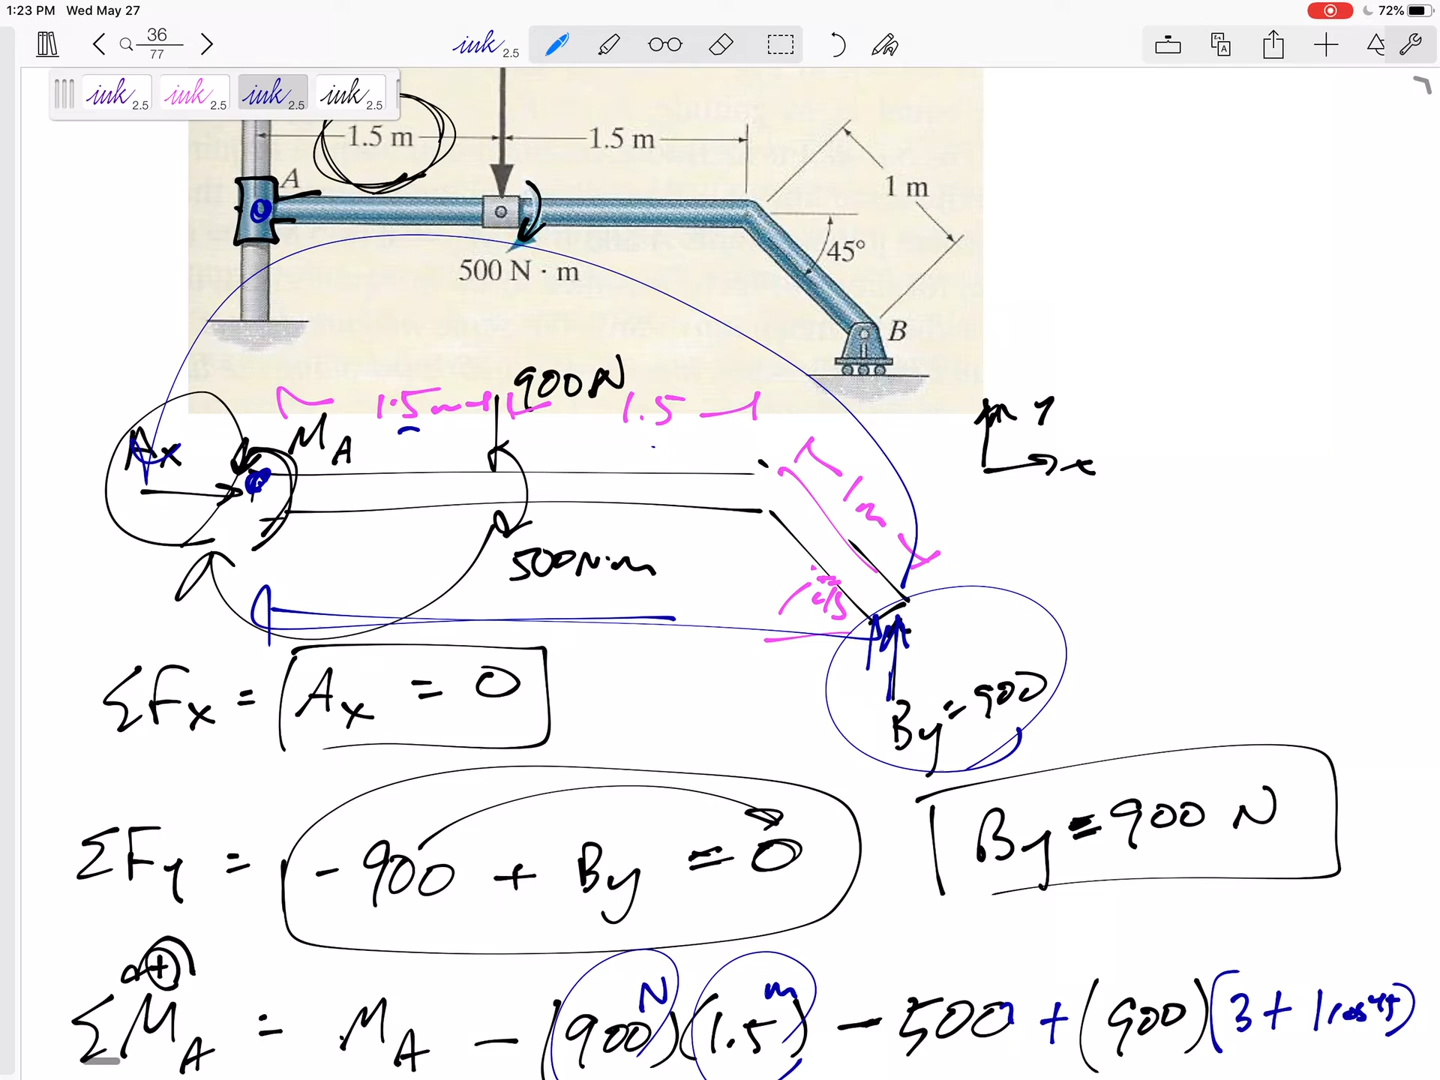 1:23 PM Wed May 27
72%
36
77
ink 2.5
ink 2.5 ink 2.5 ink 2.5 ink 2.5
1.5 m
1.5 m
A
1 m
45°
500 N · m
B
900 N
1.5 m
1.5
Ax
MA
1m
y
x
500 N·m
45
By = 900
ΣFx = Ax = 0
ΣFy = - 900 + By = 0
By = 900 N
+
ΣMA = MA - (900 N)(1.5 m) - 500 + (900)(3 + 1cos45)